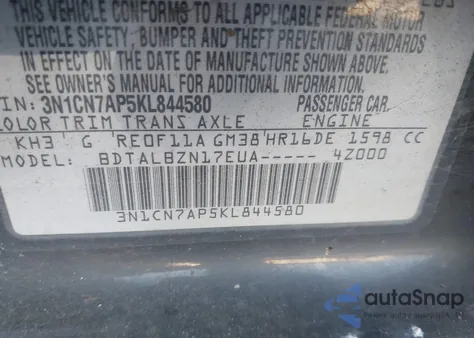 THIS VEHICLE CONFORMS TO ALL APPLICABLE FEDERAL MOTOR
VEHICLE SAFETY, BUMPER AND THEFT PREVENTION STANDARDS
IN EFFECT ON THE DATE OF MANUFACTURE SHOWN ABOVE.
SEE OWNER'S MANUAL FOR ADDITIONAL INFORMATION.
IN: 3N1CN7AP5KL844580 PASSENGER CAR
COLOR TRIM TRANS AXLE ENGINE
KH3 G RE0F11A GM38 HR16DE 1598 CC
MODEL BDTALBZN17EUA----- 4Z000
3N1CN7AP5KL844580
autoSnap